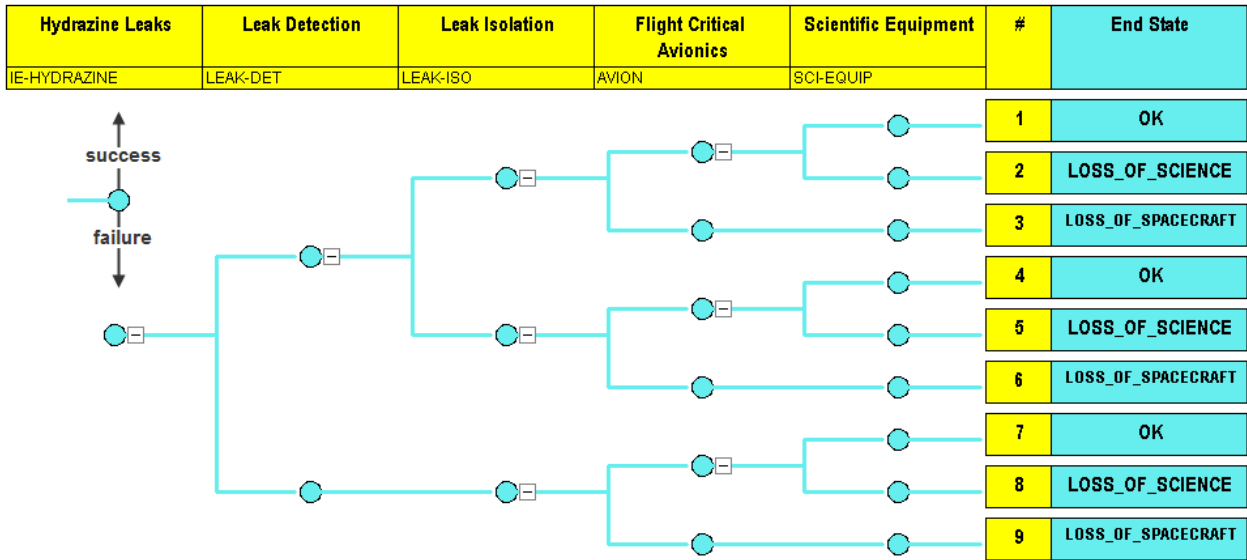 Hydrazine Leaks
Leak Detection
Leak Isolation
Flight Critical
Avionics
Scientific Equipment
#
End State
IE-HYDRAZINE
LEAK-DET
LEAK-ISO
AVION
SCI-EQUIP
success
failure
1 OK
2 LOSS_OF_SCIENCE
3 LOSS_OF_SPACECRAFT
4 OK
5 LOSS_OF_SCIENCE
6 LOSS_OF_SPACECRAFT
7 OK
8 LOSS_OF_SCIENCE
9 LOSS_OF_SPACECRAFT